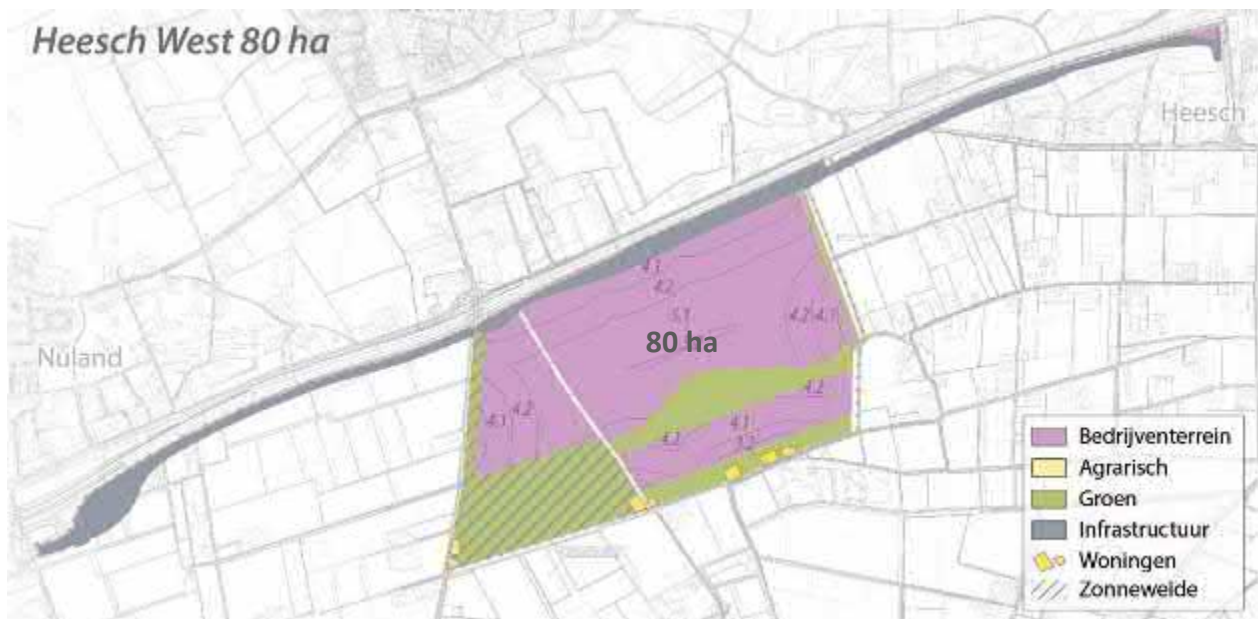 Heesch West 80 ha
Heesch
4.1
4.2
5.1
4.2 4.1
80 ha
Nuland
4.2
4.1 4.2
4.1
4.2
3.2
Bedrijventerrein
Agrarisch
Groen
Infrastructuur
Woningen
Zonneweide